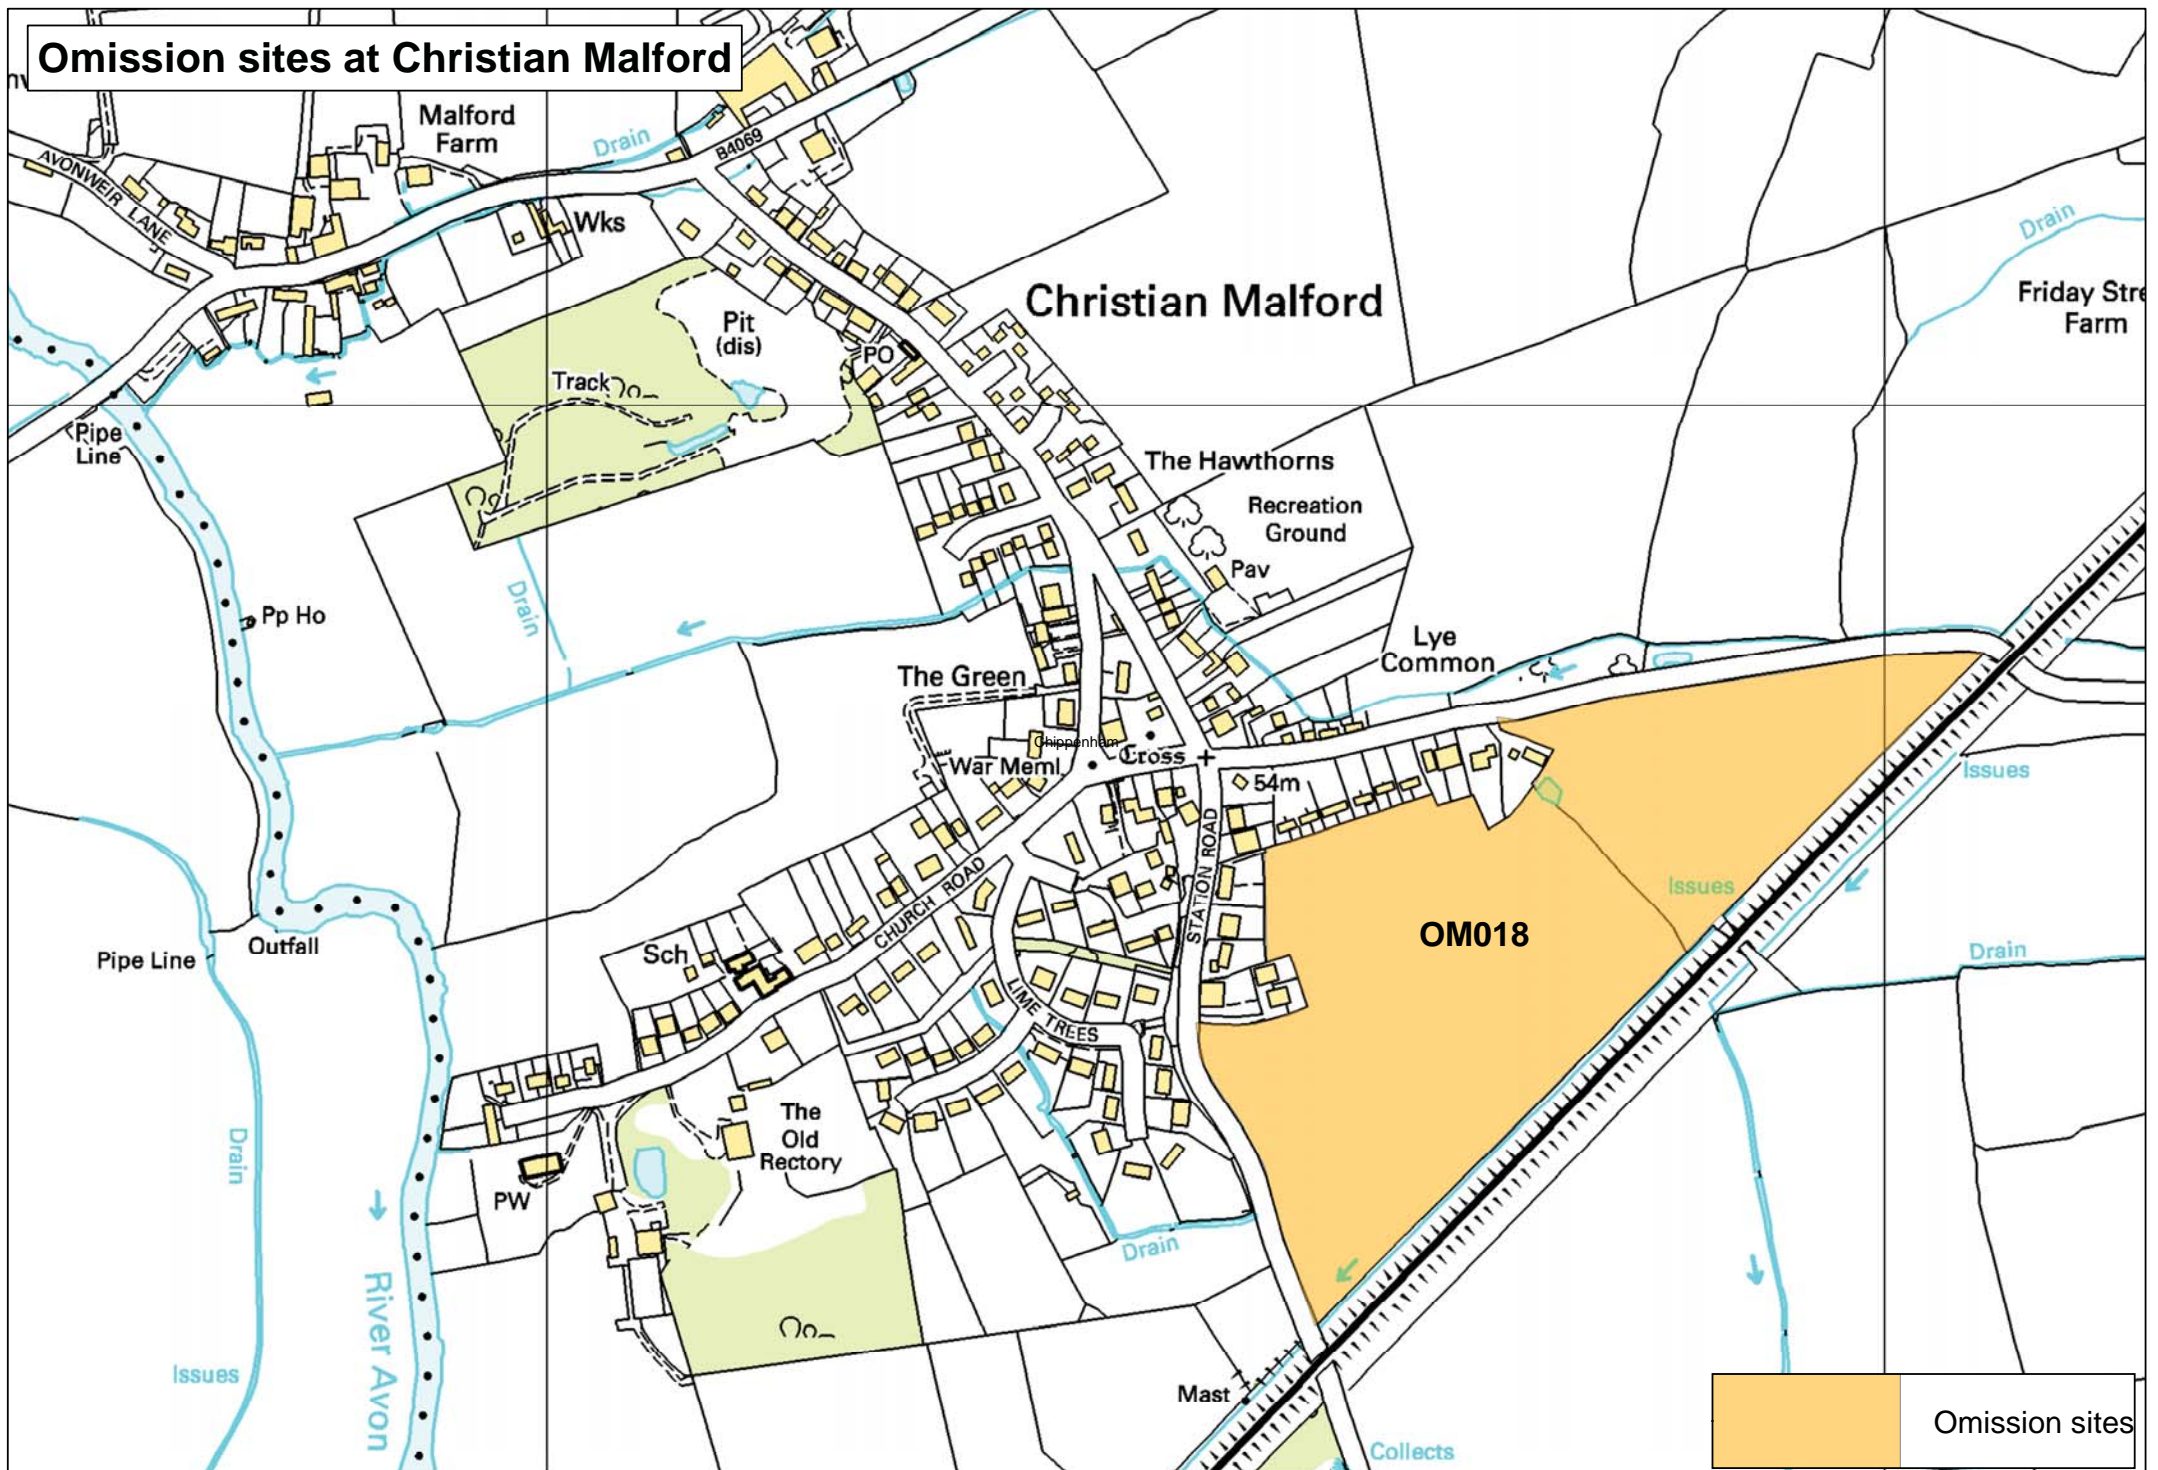 Omission sites at Christian Malford
Malford
Farm
Drain
B4069
AVONWEIR LANE
Wks
Drain
Christian Malford
Friday Stre
Farm
Pit
(dis)
PO
Track
Pipe
Line
The Hawthorns
Recreation
Ground
Pav
Drain
Pp Ho
Lye
Common
The Green
Chippenham
War Meml
Cross
54m
Issues
STATION ROAD
CHURCH ROAD
Issues
OM018
Sch
Outfall
Pipe Line
Drain
LIME TREES
The
Old
Rectory
Drain
PW
Drain
River Avon
Issues
Mast
Omission sites
Collects